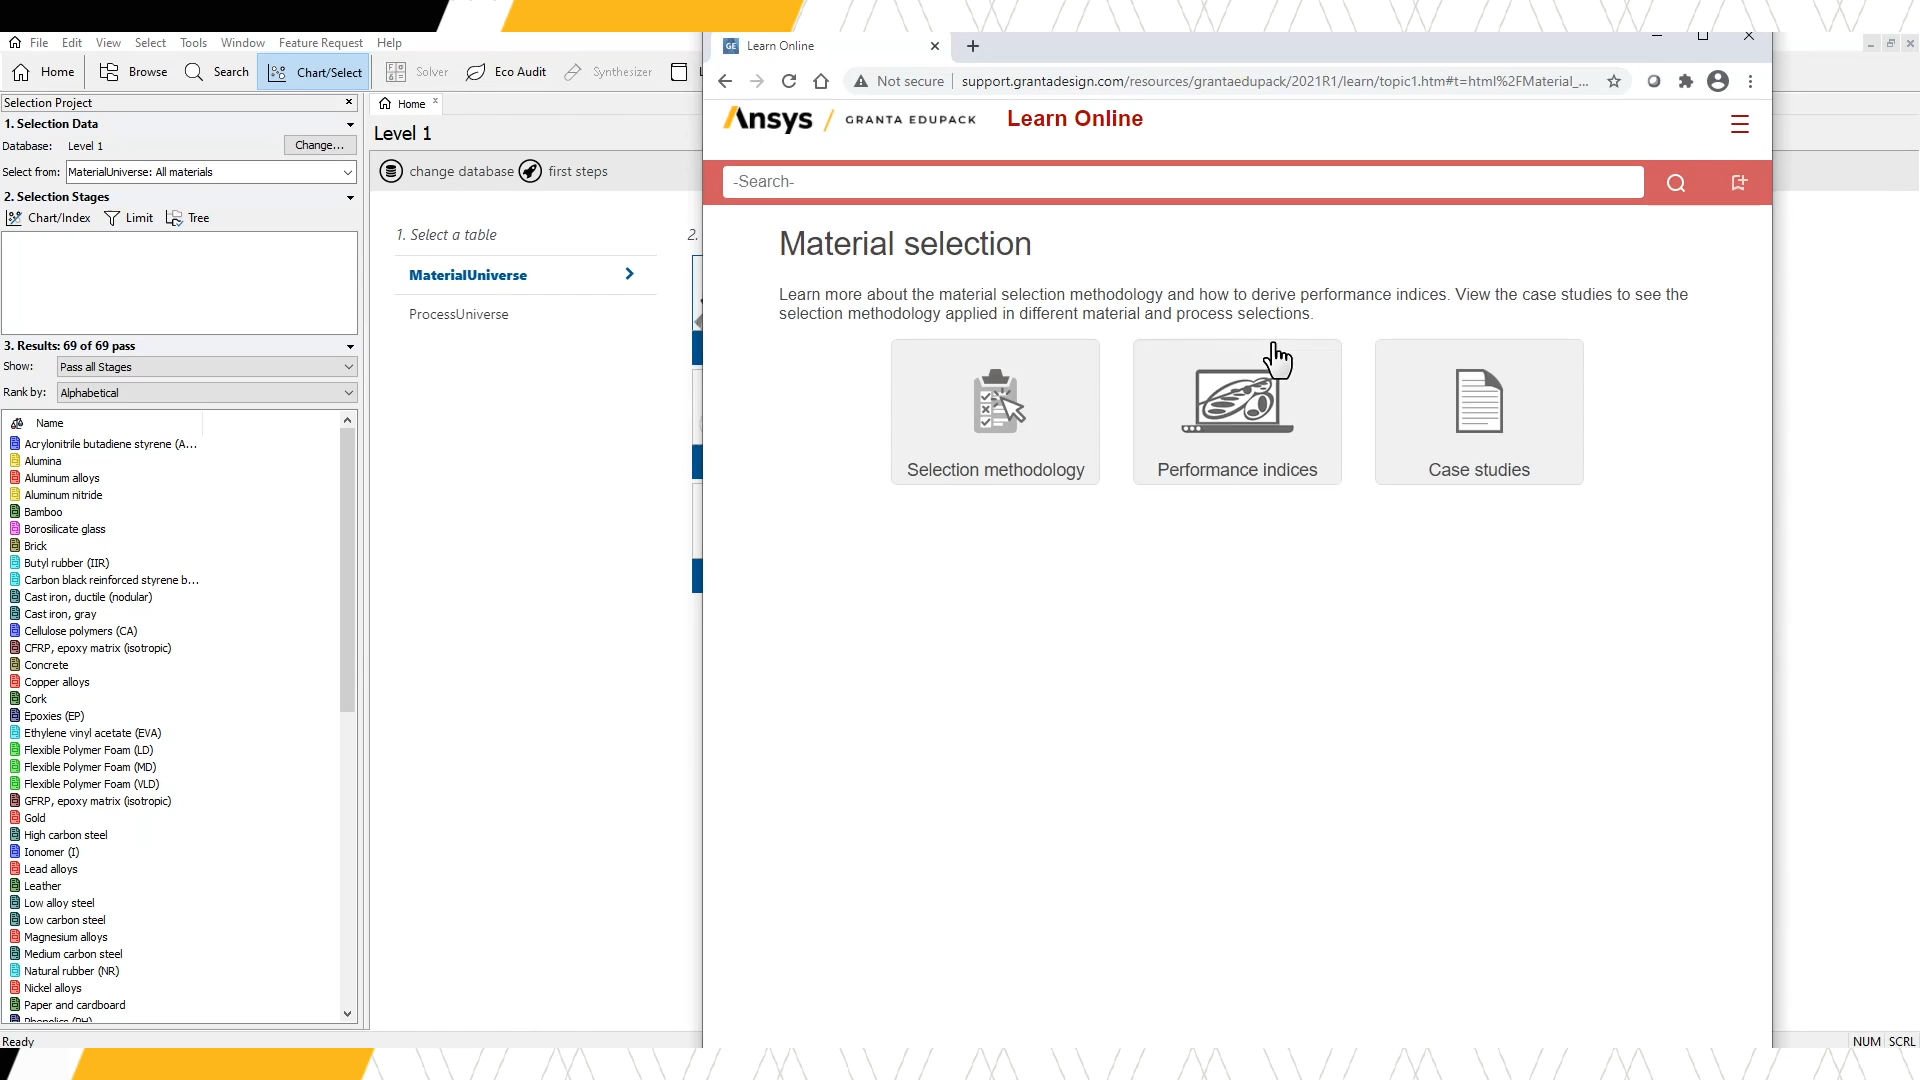 File Edit View Select Tools Window Feature Request Help
Home Browse Search Chart/Select Solver Eco Audit Synthesizer
Selection Project
1. Selection Data
Database: Level 1 Change...
Select from: MaterialUniverse: All materials
2. Selection Stages
Chart/Index Limit Tree
3. Results: 69 of 69 pass
Show: Pass all Stages
Rank by: Alphabetical
Name
Acrylonitrile butadiene styrene (A...
Alumina
Aluminum alloys
Aluminum nitride
Bamboo
Borosilicate glass
Brick
Butyl rubber (IIR)
Carbon black reinforced styrene b...
Cast iron, ductile (nodular)
Cast iron, gray
Cellulose polymers (CA)
CFRP, epoxy matrix (isotropic)
Concrete
Copper alloys
Cork
Epoxies (EP)
Ethylene vinyl acetate (EVA)
Flexible Polymer Foam (LD)
Flexible Polymer Foam (MD)
Flexible Polymer Foam (VLD)
GFRP, epoxy matrix (isotropic)
Gold
High carbon steel
Ionomer (I)
Lead alloys
Leather
Low alloy steel
Low carbon steel
Magnesium alloys
Medium carbon steel
Natural rubber (NR)
Nickel alloys
Paper and cardboard
Ready
Home
Level 1
change database first steps
1. Select a table
2.
MaterialUniverse
ProcessUniverse
GE Learn Online
Not secure support.grantadesign.com/resources/grantaedupack/2021R1/learn/topic1.htm#t=html%2FMaterial_...
Ansys / GRANTA EDUPACK Learn Online
-Search-
Material selection
Learn more about the material selection methodology and how to derive performance indices. View the case studies to see the
selection methodology applied in different material and process selections.
Selection methodology
Performance indices
Case studies
NUM SCRL